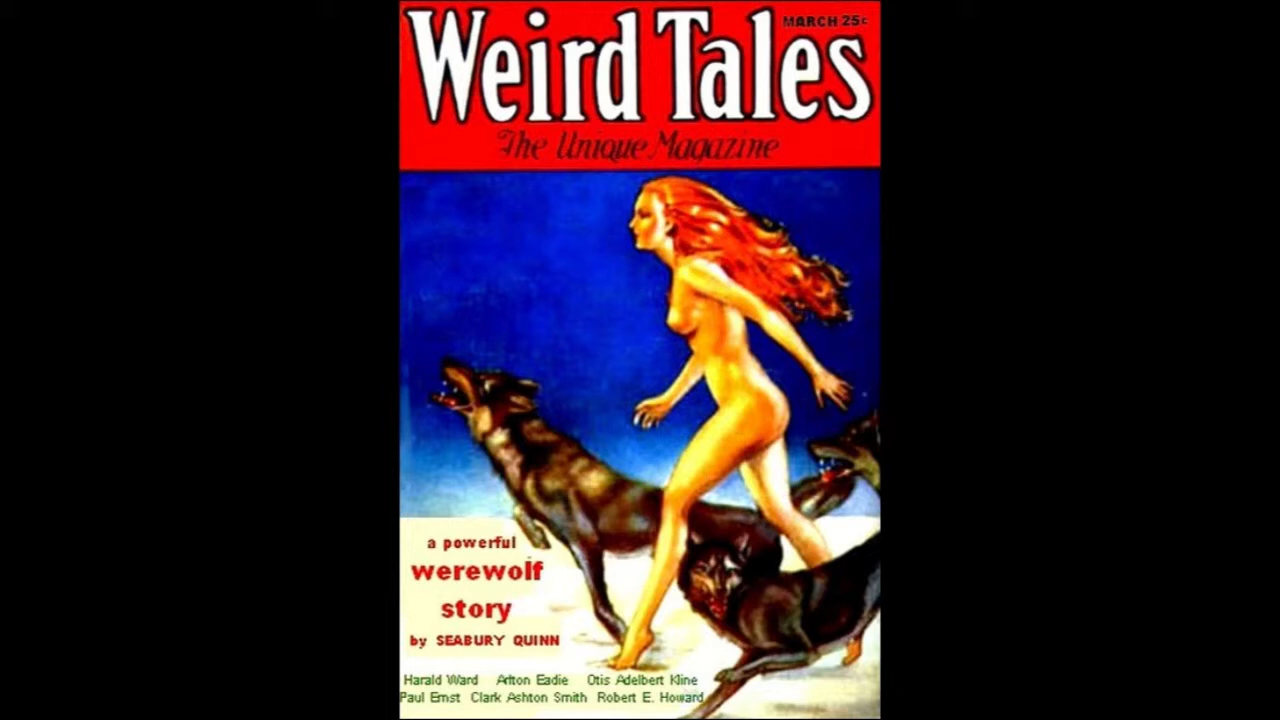 MARCH 25c
Weird Tales
The Unique Magazine
a powerful
werewolf
story
by SEABURY QUINN
Harald Ward Arlton Eadie Otis Adelbert Kline
Paul Ernst Clark Ashton Smith Robert E. Howard